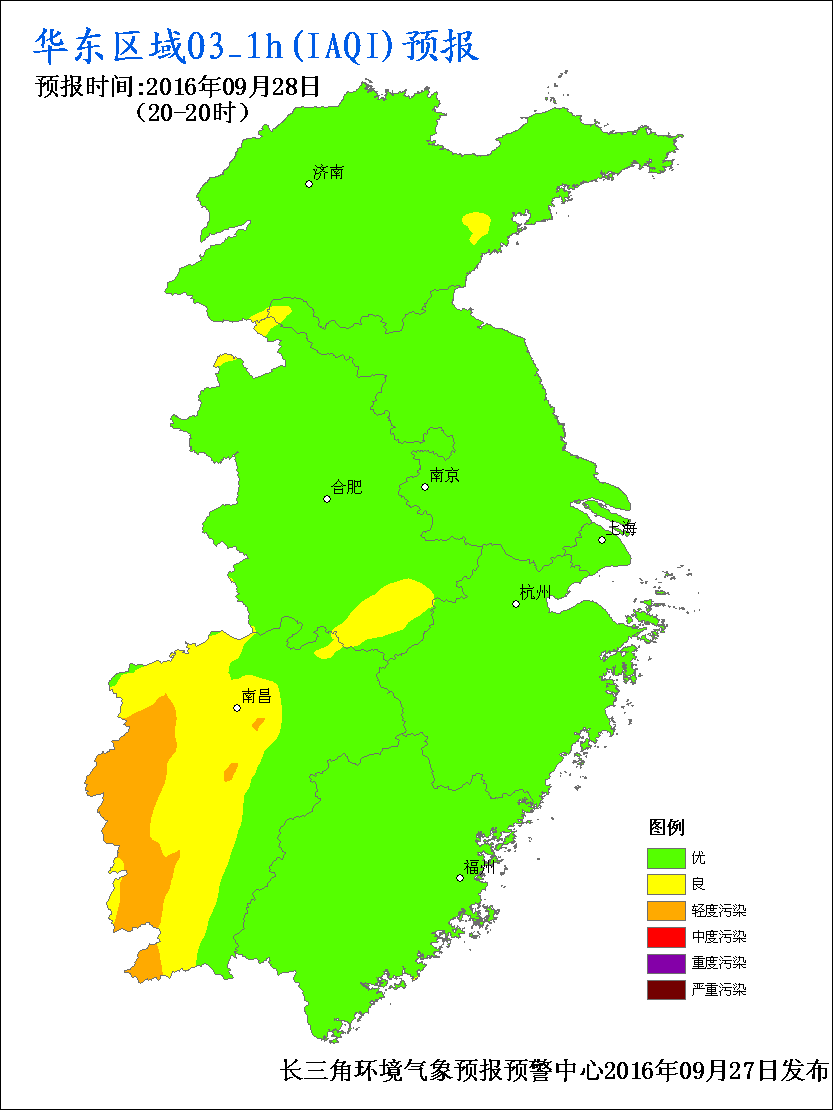 华东区域O3_1h(IAQI)预报
预报时间:2016年09月28日
(20-20时)
济南
南京
合肥
上海
杭州
南昌
福州
图例
优
良
轻度污染
中度污染
重度污染
严重污染
长三角环境气象预报预警中心2016年09月27日发布